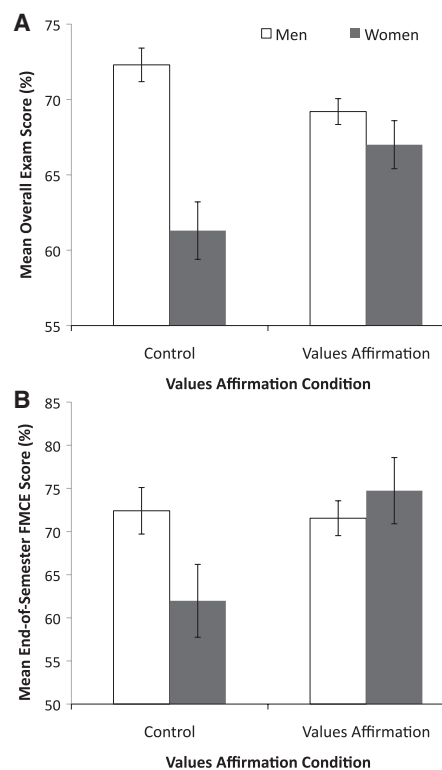 A
Mean Overall Exam Score (%)
75
70
65
60
55
Men
Women
Control
Values Affirmation
Values Affirmation Condition
B
Mean End-of-Semester FMCE Score (%)
85
80
75
70
65
60
55
50
Control
Values Affirmation
Values Affirmation Condition